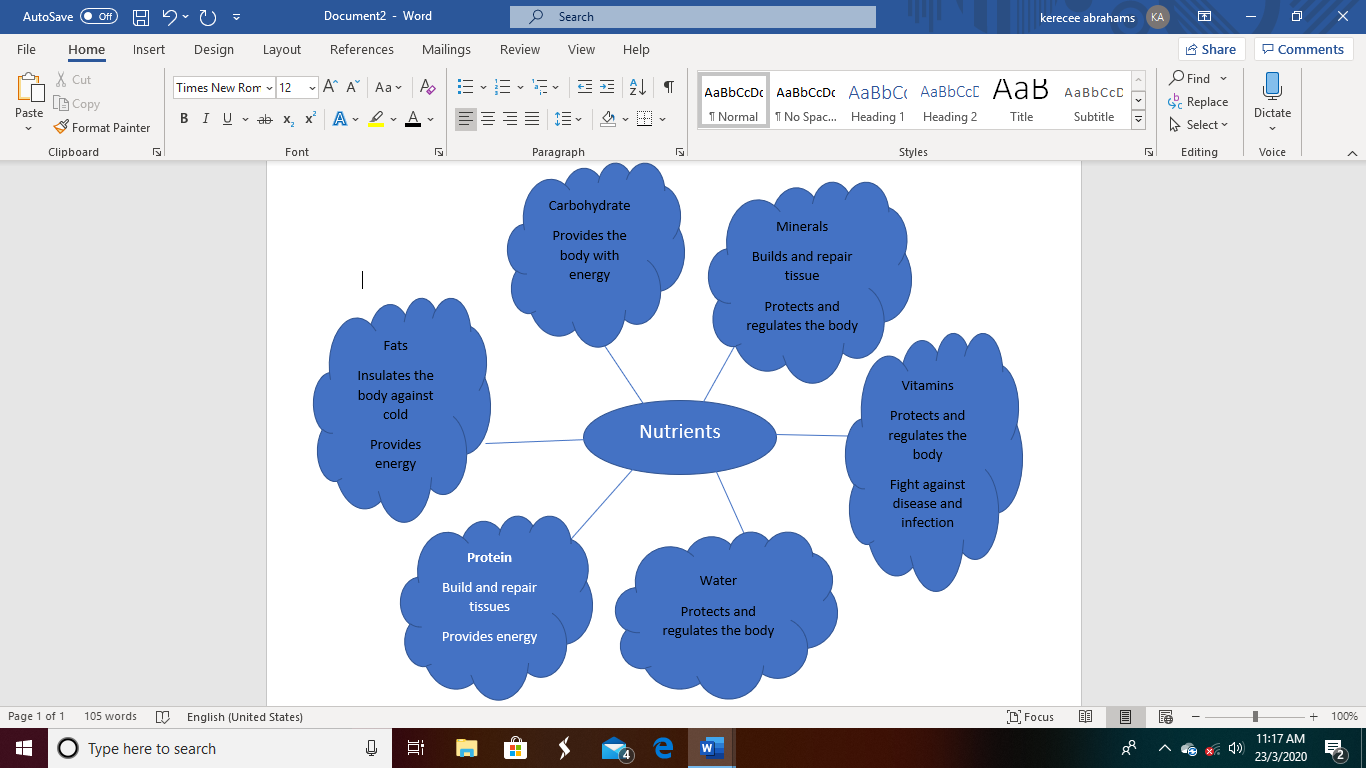 AutoSave Off Document2 - Word Search kerecee abrahams KA
File Home Insert Design Layout References Mailings Review View Help Share Comments
Paste
Cut
Copy
Format Painter
Clipboard
Times New Rom 12 A A Aa A
B I U ab x2 x2 A A
Font
A Z ¶
Paragraph
AaBbCcDc AaBbCcDc AaBbCc AaBbCcD AaB AaBbCcD
¶ Normal ¶ No Spac... Heading 1 Heading 2 Title Subtitle
Styles
Find
Replace
Select
Editing
Dictate
Voice
Carbohydrate
Provides the
body with
energy
Minerals
Builds and repair
tissue
Protects and
regulates the body
Fats
Insulates the
body against
cold
Provides
energy
Nutrients
Vitamins
Protects and
regulates the
body
Fight against
disease and
infection
Protein
Build and repair
tissues
Provides energy
Water
Protects and
regulates the body
Page 1 of 1 105 words English (United States) Focus 100%
Type here to search 4 W 11:17 AM
23/3/2020 2